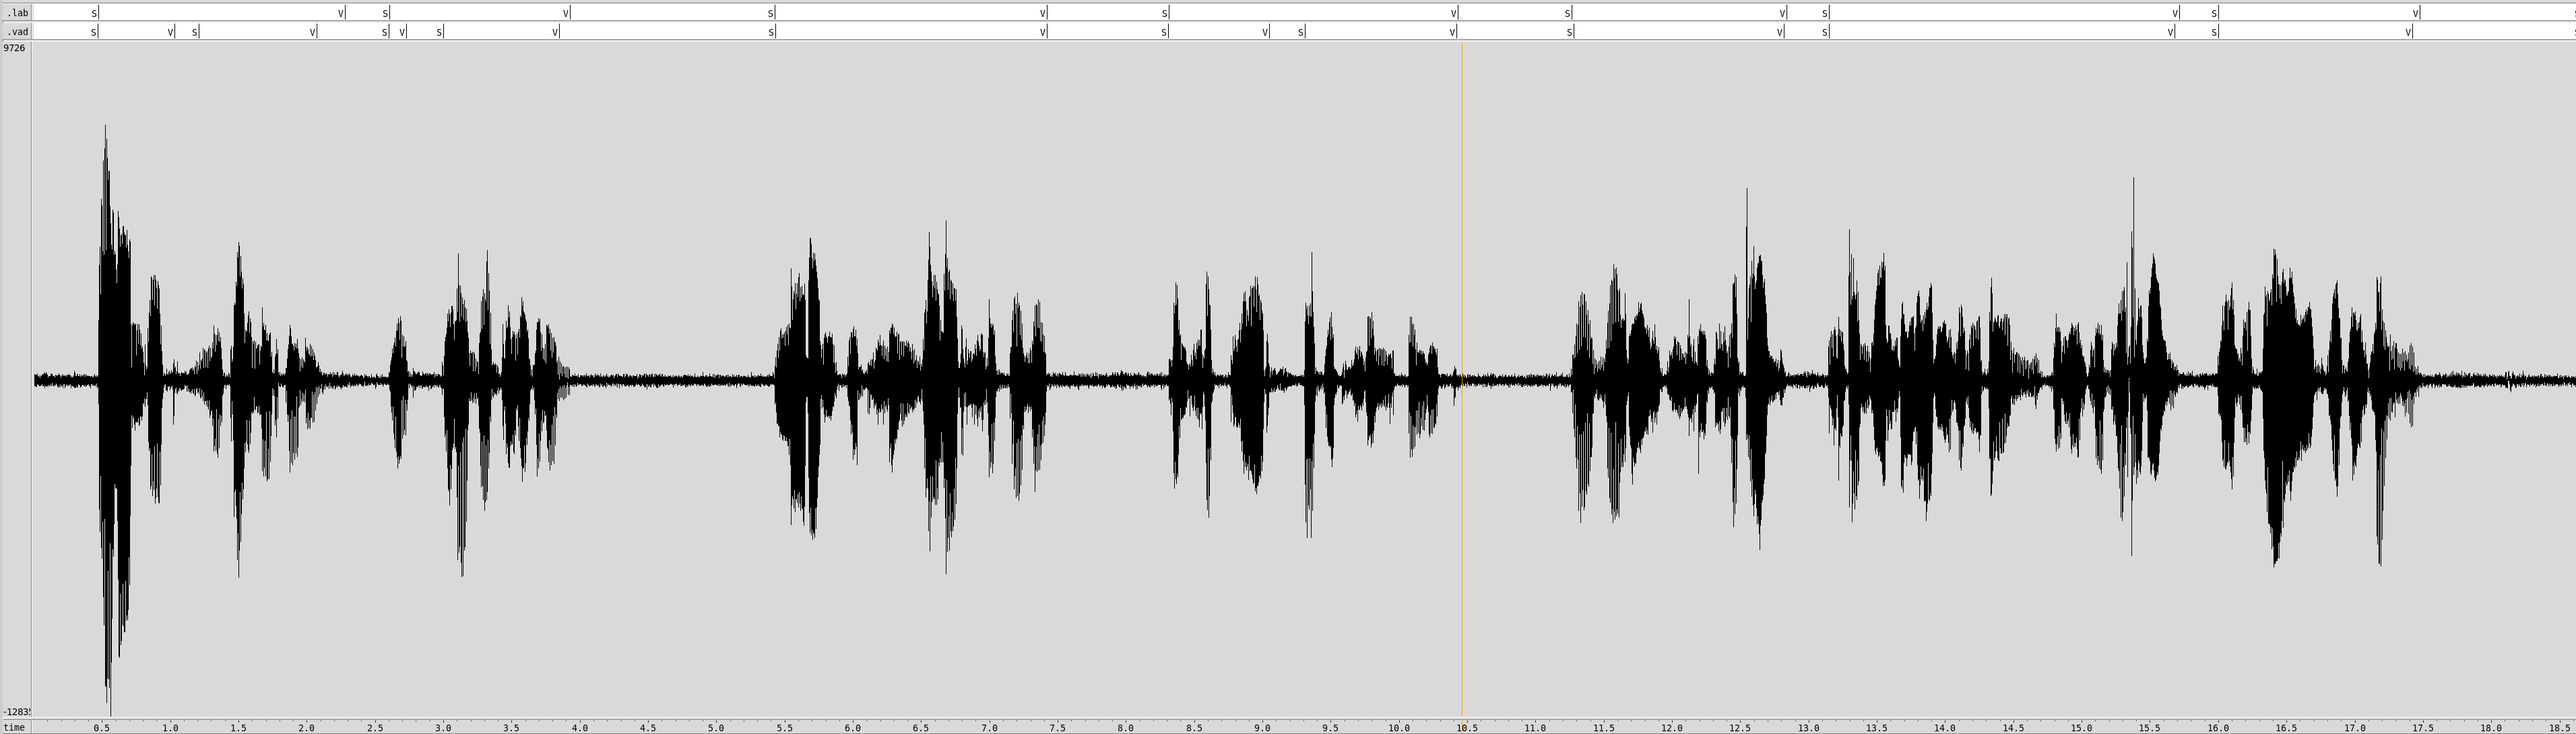 .lab S V S V S V S V S V S V S V
.vad S V S V S V S V S V S V S V S V S V S V
9726
-1283
time 0.5 1.0 1.5 2.0 2.5 3.0 3.5 4.0 4.5 5.0 5.5 6.0 6.5 7.0 7.5 8.0 8.5 9.0 9.5 10.0 10.5 11.0 11.5 12.0 12.5 13.0 13.5 14.0 14.5 15.0 15.5 16.0 16.5 17.0 17.5 18.0 18.5